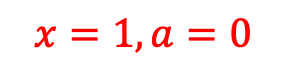 x = 1, a = 0